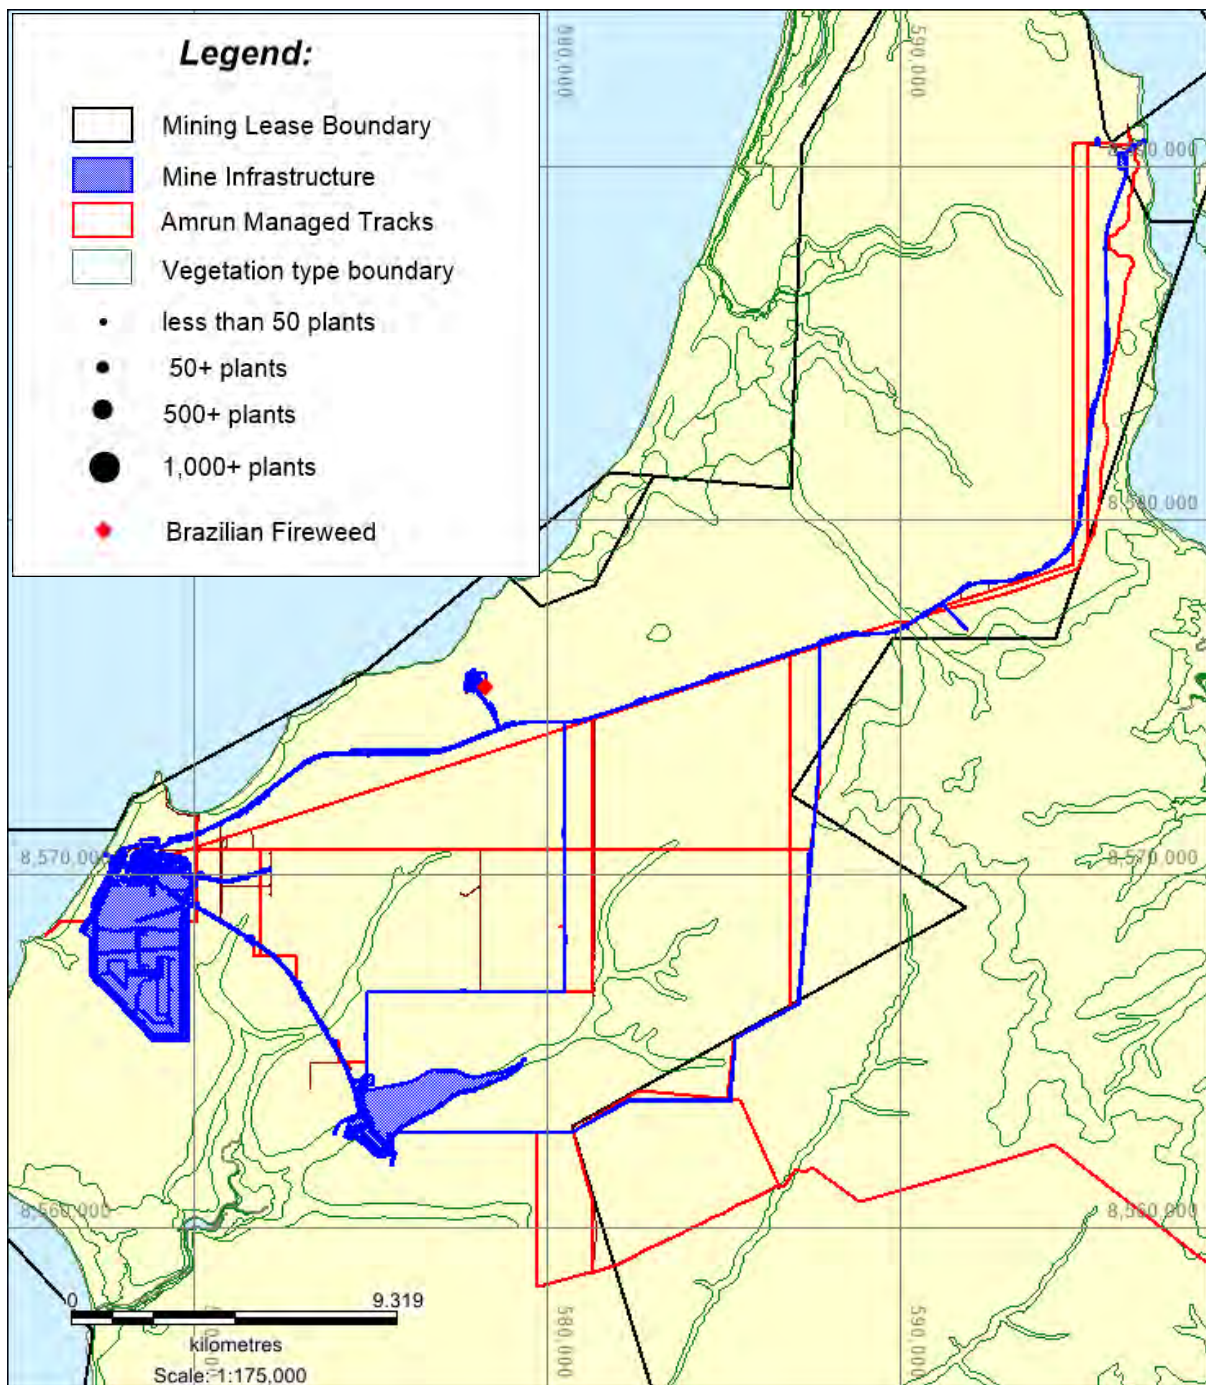 Legend:
Mining Lease Boundary
Mine Infrastructure
Amrun Managed Tracks
Vegetation type boundary
less than 50 plants
50+ plants
500+ plants
1,000+ plants
Brazilian Fireweed
580,000
590,000
8,580,000
8,570,000
8,570,000
8,560,000
8,560,000
0
9.319
kilometres
Scale: 1:175,000
580,000
590,000